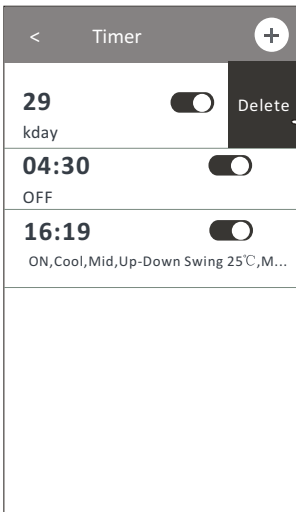 < Timer +
29 Delete
kday
04:30
OFF
16:19
ON,Cool,Mid,Up-Down Swing 25℃,M...